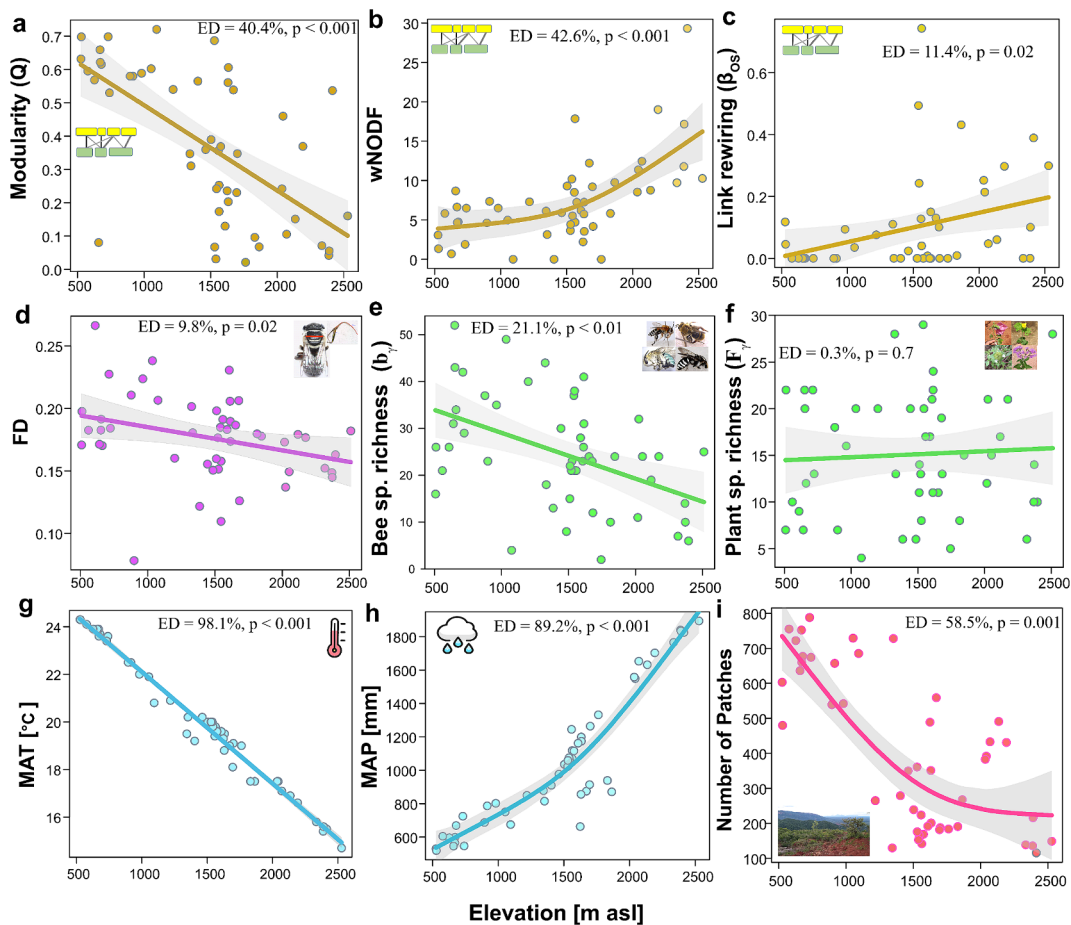 a
ED = 40.4%, p < 0.001
Modularity (Q)
0.7
0.6
0.5
0.4
0.3
0.2
0.1
0.0
500 1000 1500 2000 2500
b
ED = 42.6%, p < 0.001
wNODF
30
25
20
15
10
5
0
500 1000 1500 2000 2500
c
ED = 11.4%, p = 0.02
Link rewiring (βOS)
0.6
0.4
0.2
0.0
500 1000 1500 2000 2500
d
ED = 9.8%, p = 0.02
FD
0.25
0.20
0.15
0.10
500 1000 1500 2000 2500
e
ED = 21.1%, p < 0.01
Bee sp. richness (bγ)
50
40
30
20
10
0
500 1000 1500 2000 2500
f
ED = 0.3%, p = 0.7
Plant sp. richness (Fγ)
30
25
20
15
10
5
500 1000 1500 2000 2500
g
ED = 98.1%, p < 0.001
MAT [°C]
24
22
20
18
16
500 1000 1500 2000 2500
h
ED = 89.2%, p < 0.001
MAP [mm]
1800
1600
1400
1200
1000
800
600
500 1000 1500 2000 2500
i
ED = 58.5%, p = 0.001
Number of Patches
800
700
600
500
400
300
200
100
500 1000 1500 2000 2500
Elevation [m asl]